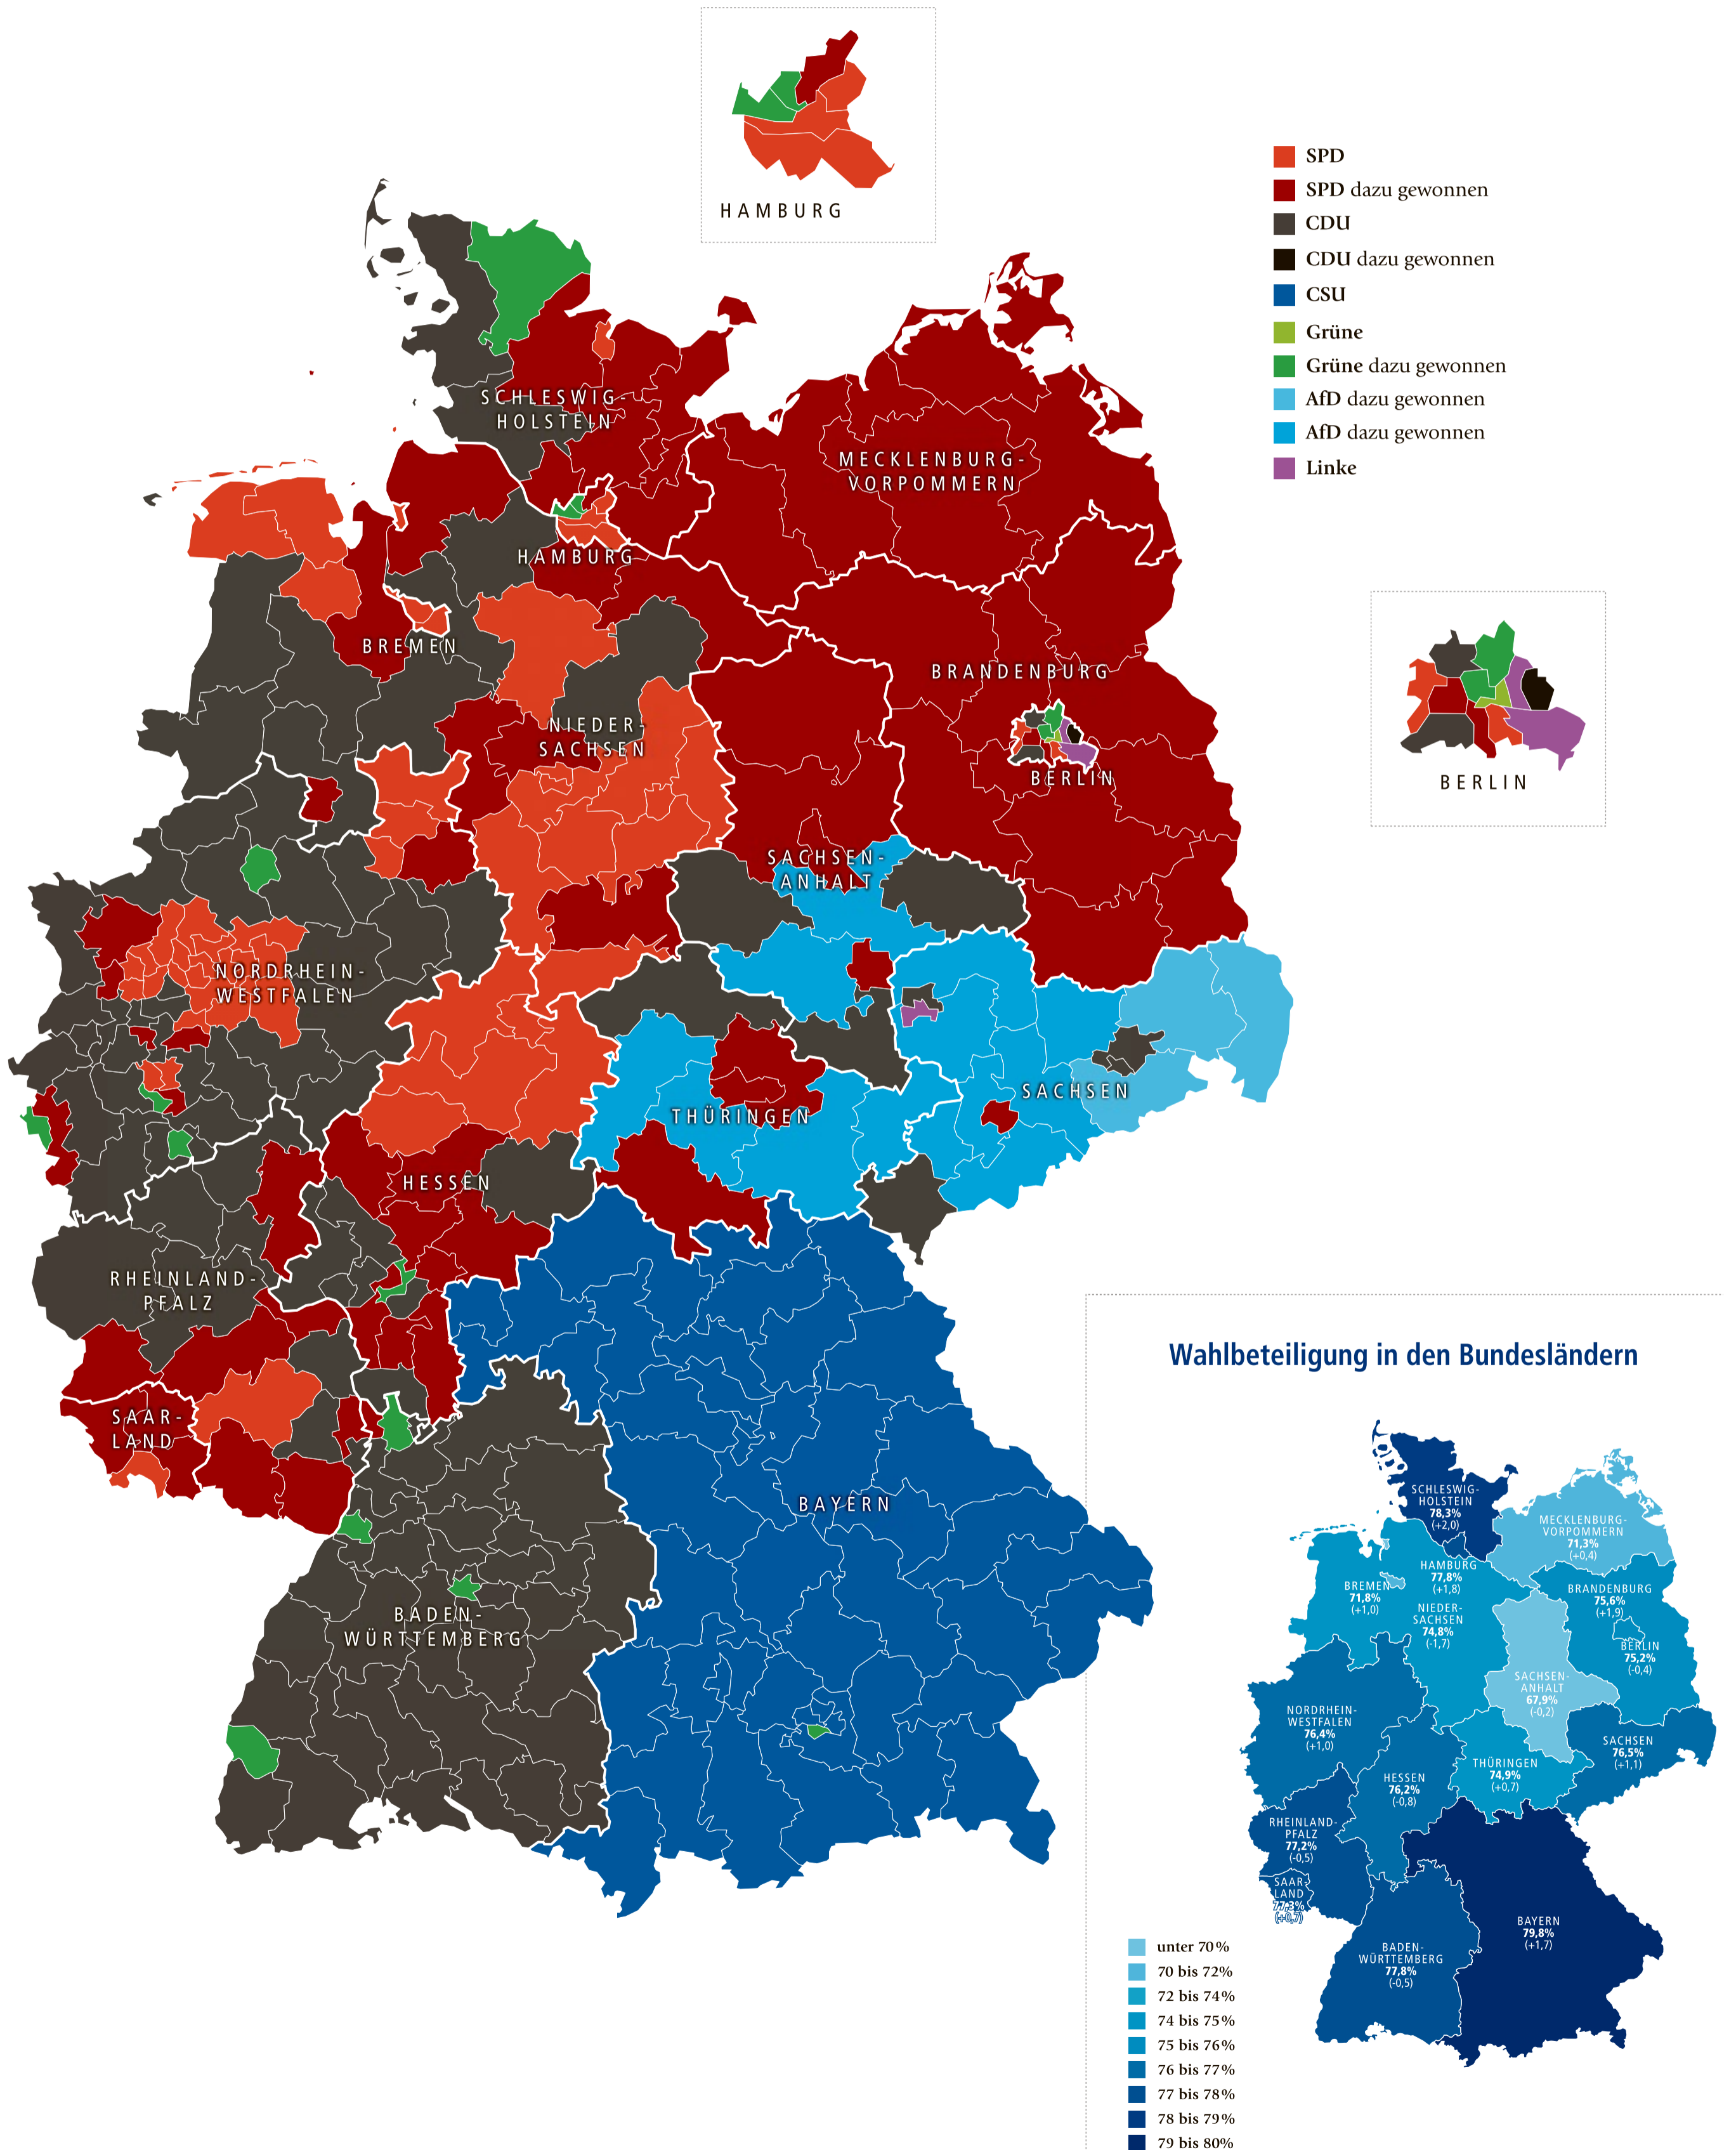 HAMBURG
SPD
SPD dazu gewonnen
CDU
CDU dazu gewonnen
CSU
Grüne
Grüne dazu gewonnen
AfD dazu gewonnen
AfD dazu gewonnen
Linke
SCHLESWIG-
HOLSTEIN
MECKLENBURG-
VORPOMMERN
HAMBURG
BREMEN
BRANDENBURG
NIEDER-
SACHSEN
BERLIN
BERLIN
SACHSEN-
ANHALT
NORDRHEIN-
WESTFALEN
SACHSEN
THÜRINGEN
HESSEN
RHEINLAND-
PFALZ
SAAR-
LAND
BAYERN
BADEN-
WÜRTTEMBERG
Wahlbeteiligung in den Bundesländern
SCHLESWIG-
HOLSTEIN
78,3%
(+2,0)
MECKLENBURG-
VORPOMMERN
71,3%
(+0,4)
HAMBURG
77,8%
(+1,8)
BREMEN
71,8%
(+1,0)
BRANDENBURG
75,6%
(+1,9)
NIEDER-
SACHSEN
74,8%
(-1,7)
BERLIN
75,2%
(-0,4)
SACHSEN-
ANHALT
67,9%
(-0,2)
NORDRHEIN-
WESTFALEN
76,4%
(+1,0)
SACHSEN
76,5%
(+1,1)
THÜRINGEN
74,9%
(+0,7)
HESSEN
76,2%
(-0,8)
RHEINLAND-
PFALZ
77,2%
(-0,5)
SAAR-
LAND
77,3%
(+0,7)
BAYERN
79,8%
(+1,7)
BADEN-
WÜRTTEMBERG
77,8%
(-0,5)
unter 70%
70 bis 72%
72 bis 74%
74 bis 75%
75 bis 76%
76 bis 77%
77 bis 78%
78 bis 79%
79 bis 80%